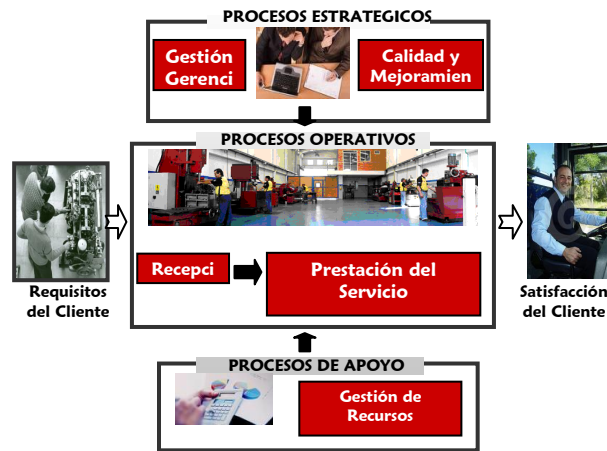 PROCESOS ESTRATEGICOS
Gestión
Gerenci
Calidad y
Mejoramien
PROCESOS OPERATIVOS
Recepci
Prestación del
Servicio
Requisitos
del Cliente
Satisfacción
del Cliente
PROCESOS DE APOYO
Gestión de
Recursos